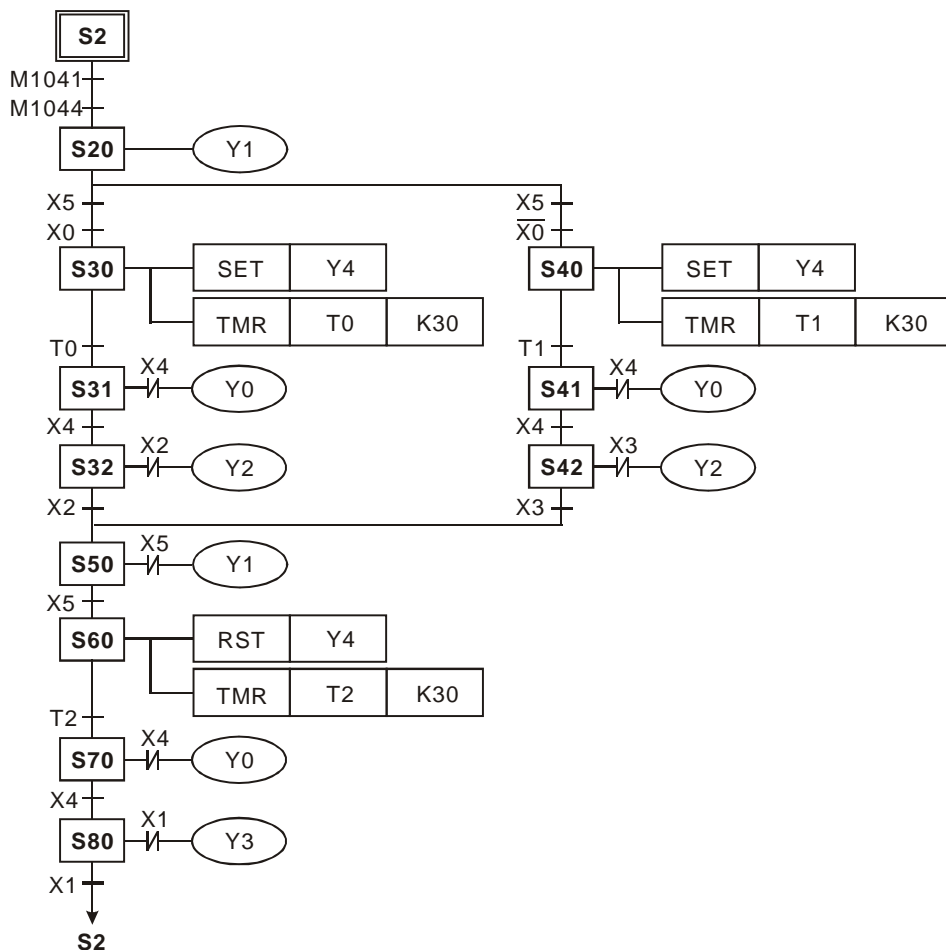 S2
M1041
M1044
S20 Y1
X5 X5
X0 X̅0̅
S30 SET Y4 S40 SET Y4
TMR T0 K30 TMR T1 K30
T0 T1
X4 X4
S31 Y0 S41 Y0
X4 X4
X2 X3
S32 Y2 S42 Y2
X2 X3
X5
S50 Y1
X5
S60 RST Y4
TMR T2 K30
T2
X4
S70 Y0
X4
X1
S80 Y3
X1
S2